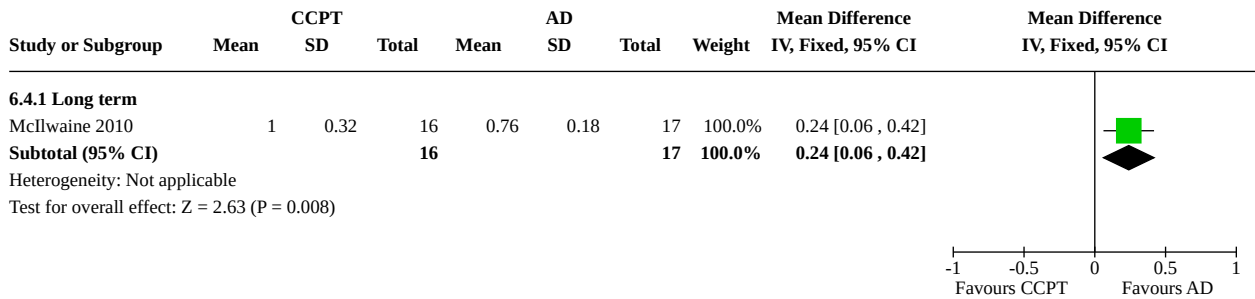 CCPT AD Mean Difference Mean Difference
Study or Subgroup Mean SD Total Mean SD Total Weight IV, Fixed, 95% CI IV, Fixed, 95% CI
6.4.1 Long term
McIlwaine 2010 1 0.32 16 0.76 0.18 17 100.0% 0.24 [0.06 , 0.42]
Subtotal (95% CI) 16 17 100.0% 0.24 [0.06 , 0.42]
Heterogeneity: Not applicable
Test for overall effect: Z = 2.63 (P = 0.008)
-1 -0.5 0 0.5 1
Favours CCPT Favours AD